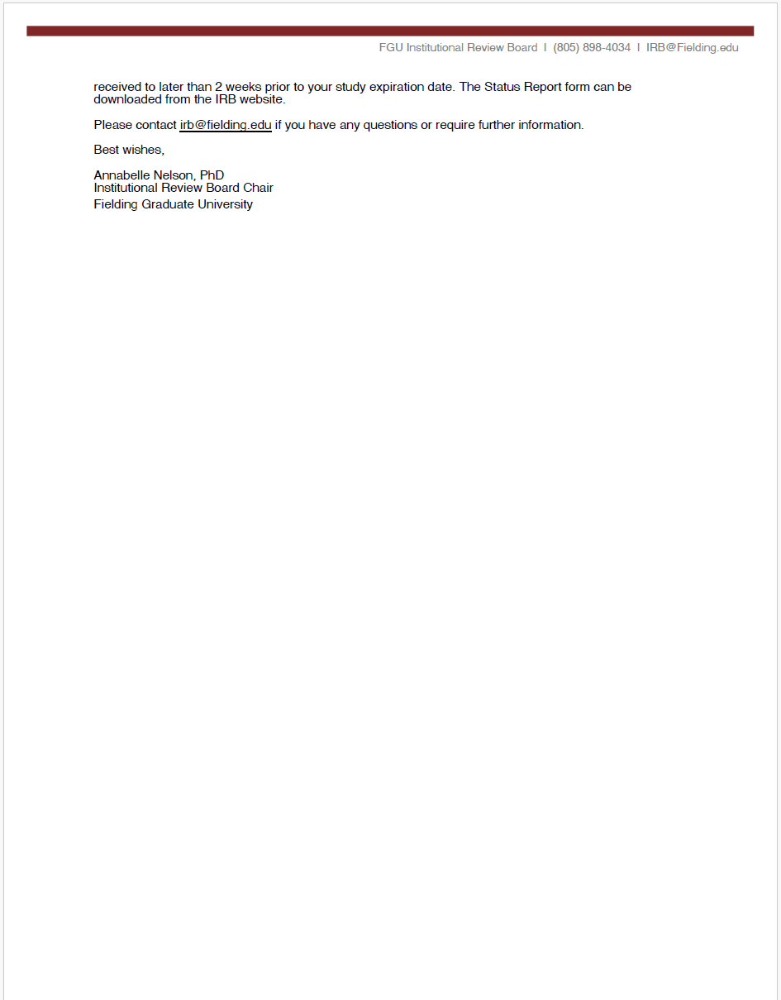 FGU Institutional Review Board I (805) 898-4034 I IRB@Fielding.edu
received to later than 2 weeks prior to your study expiration date. The Status Report form can be
downloaded from the IRB website.
Please contact irb@fielding.edu if you have any questions or require further information.
Best wishes,
Annabelle Nelson, PhD
Institutional Review Board Chair
Fielding Graduate University